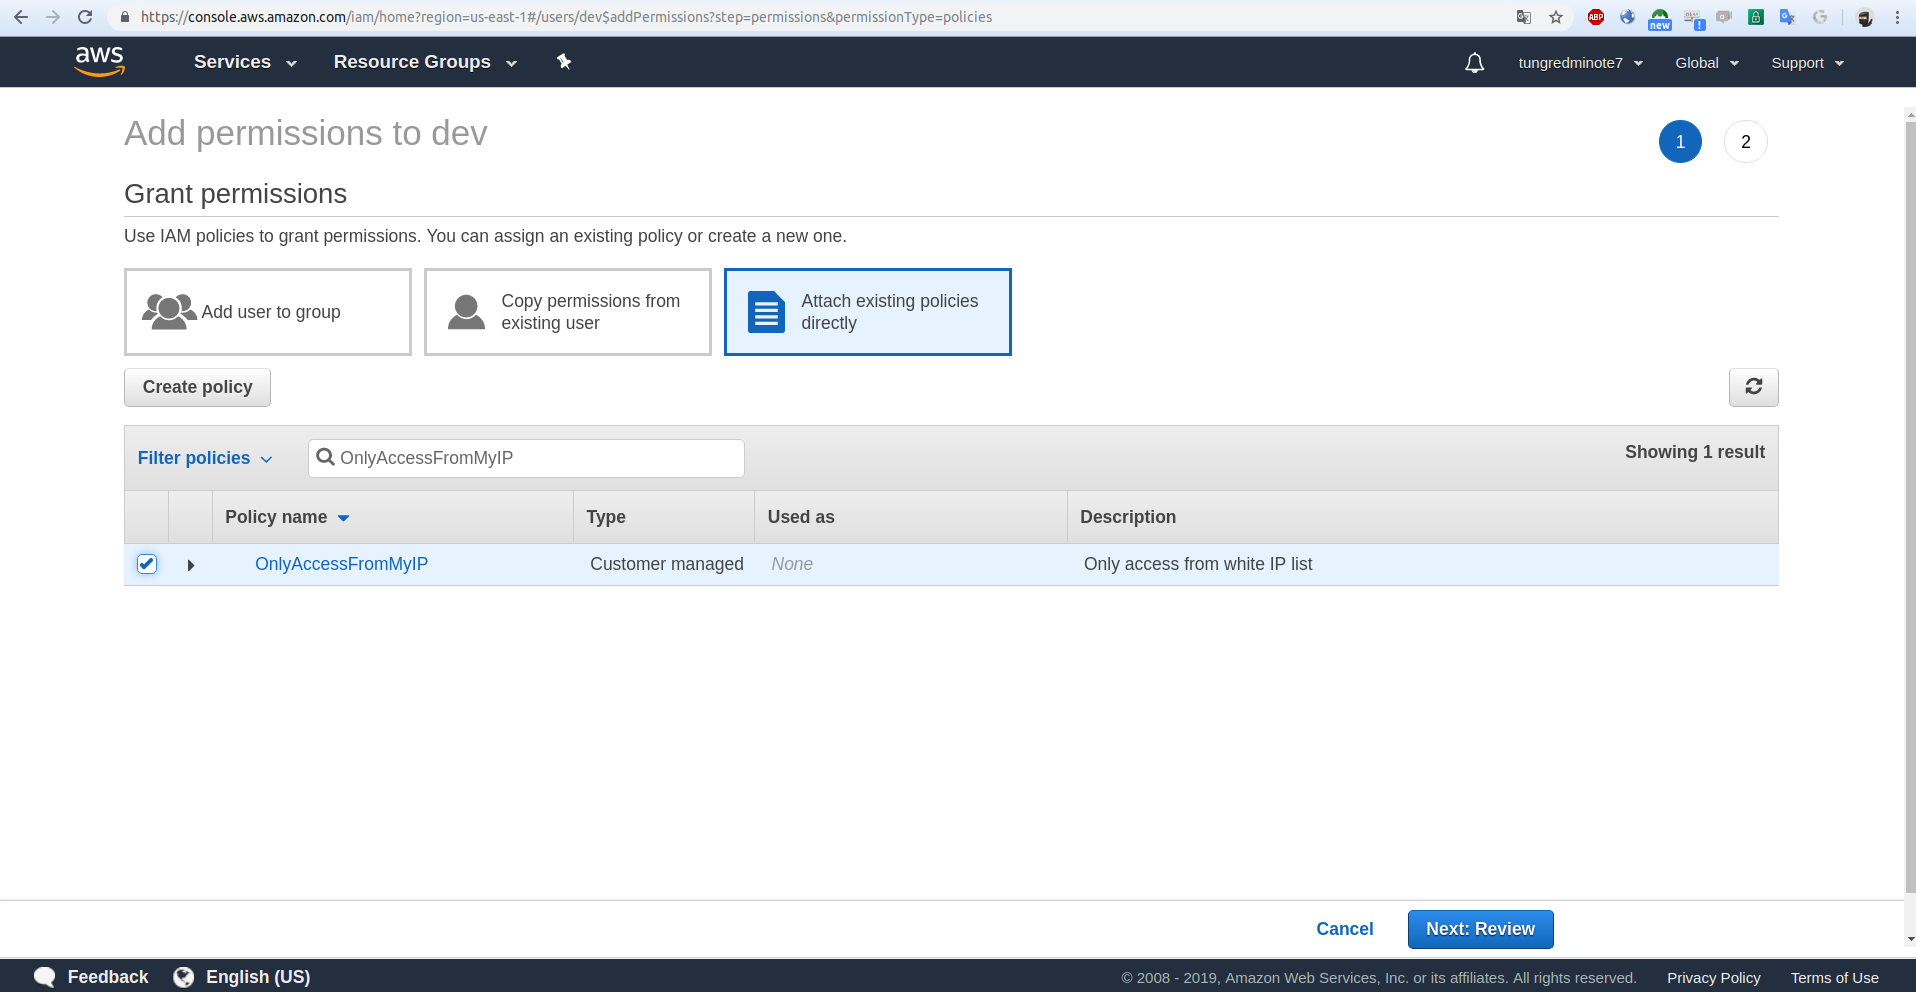 https://console.aws.amazon.com/iam/home?region=us-east-1#/users/dev$addPermissions?step=permissions&permissionType=policies
ABP
new
!
aws
Services
Resource Groups
tungredminote7
Global
Support
Add permissions to dev
1
2
Grant permissions
Use IAM policies to grant permissions. You can assign an existing policy or create a new one.
Add user to group
Copy permissions from
existing user
Attach existing policies
directly
Create policy
Filter policies
OnlyAccessFromMyIP
Showing 1 result
Policy name
Type
Used as
Description
OnlyAccessFromMyIP
Customer managed
None
Only access from white IP list
Cancel
Next: Review
Feedback
English (US)
© 2008 - 2019, Amazon Web Services, Inc. or its affiliates. All rights reserved.
Privacy Policy
Terms of Use